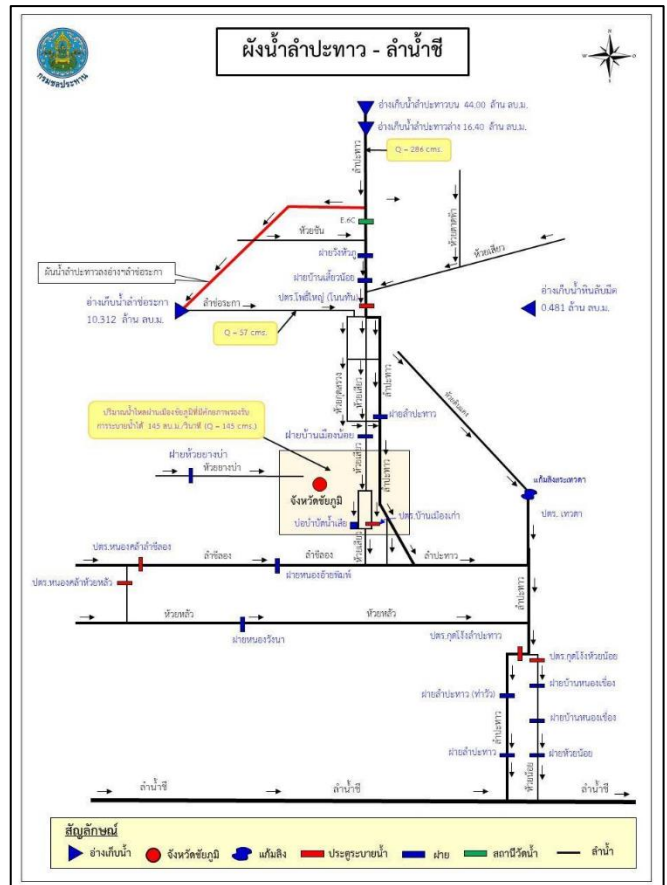 ผังน้ำลำปะทาว - ลำน้ำชี
กรมชลประทาน
อ่างเก็บน้ำลำปะทาวบน 44.00 ล้าน ลบ.ม.
อ่างเก็บน้ำลำปะทาวล่าง 16.40 ล้าน ลบ.ม.
Q = 286 cms.
ลำปะทาว
E.6C
ห้วยชัน
ฝายวังหัวภู
ห้วยเสียว
ผันน้ำลำปะทาวลงอ่างฯลำช่อระกา
ฝายบ้านเสี้ยวน้อย
อ่างเก็บน้ำลำช่อระกา
10.312 ล้าน ลบ.ม.
ลำช่อระกา
ปตร.โพธิ์ใหญ่ (โนนทัน)
อ่างเก็บน้ำหินลับมีด
0.481 ล้าน ลบ.ม.
Q = 57 cms.
ห้วยเสียว
ลำปะทาว
ปริมาณน้ำไหลผ่านเมืองชัยภูมิที่มีศักยภาพรองรับ
การระบายน้ำได้ 145 ลบ.ม./วินาที (Q = 145 cms.)
ฝายลำปะทาว
ฝายบ้านเมืองน้อย
ฝายห้วยยางบ่า
ห้วยยางบ่า
ห้วยเสียว
ลำปะทาว
จังหวัดชัยภูมิ
แก้มลิงสระเทวดา
ปตร. เทวดา
บ่อบำบัดน้ำเสีย
ปตร.บ้านเมืองเก่า
ห้วยเสียว
ปตร.หนองคล้าลำชีลอง
ลำชีลอง
ลำชีลอง
ลำปะทาว
ฝายหนองอ้ายพิมพ์
ปตร.หนองคล้าห้วยหลัว
ลำปะทาว
ห้วยหลัว
ห้วยหลัว
ฝายหนองวังนา
ปตร.กุดโง้งลำปะทาว
ปตร.กุดโง้งห้วยน้อย
ฝายบ้านหนองเขื่อง
ฝายลำปะทาว (ท่าวัว)
ฝายบ้านหนองเขื่อง
ลำปะทาว
ฝายลำปะทาว
ฝายห้วยน้อย
ห้วยน้อย
ลำน้ำชี
ลำน้ำชี
ลำน้ำชี
สัญลักษณ์
อ่างเก็บน้ำ จังหวัดชัยภูมิ แก้มลิง ประตูระบายน้ำ ฝาย สถานีวัดน้ำ ลำน้ำ